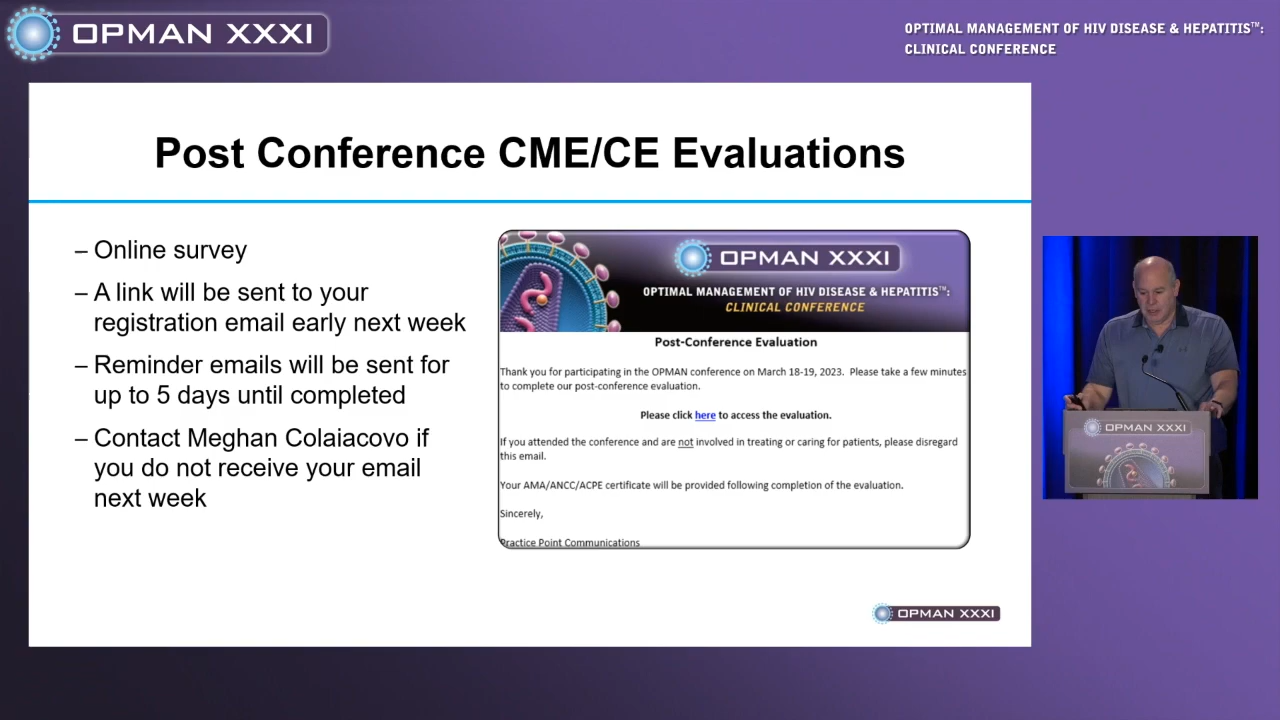 OPMAN XXXI
OPTIMAL MANAGEMENT OF HIV DISEASE & HEPATITIS™:
CLINICAL CONFERENCE
Post Conference CME/CE Evaluations
– Online survey
– A link will be sent to your
registration email early next week
– Reminder emails will be sent for
up to 5 days until completed
– Contact Meghan Colaiacovo if
you do not receive your email
next week
OPMAN XXXI
OPTIMAL MANAGEMENT OF HIV DISEASE & HEPATITIS™:
CLINICAL CONFERENCE
Post-Conference Evaluation
Thank you for participating in the OPMAN conference on March 18-19, 2023. Please take a few minutes
to complete our post-conference evaluation.
Please click here to access the evaluation.
If you attended the conference and are not involved in treating or caring for patients, please disregard
this email.
Your AMA/ANCC/ACPE certificate will be provided following completion of the evaluation.
Sincerely,
Practice Point Communications
OPMAN XXXI
OPMAN XXXI